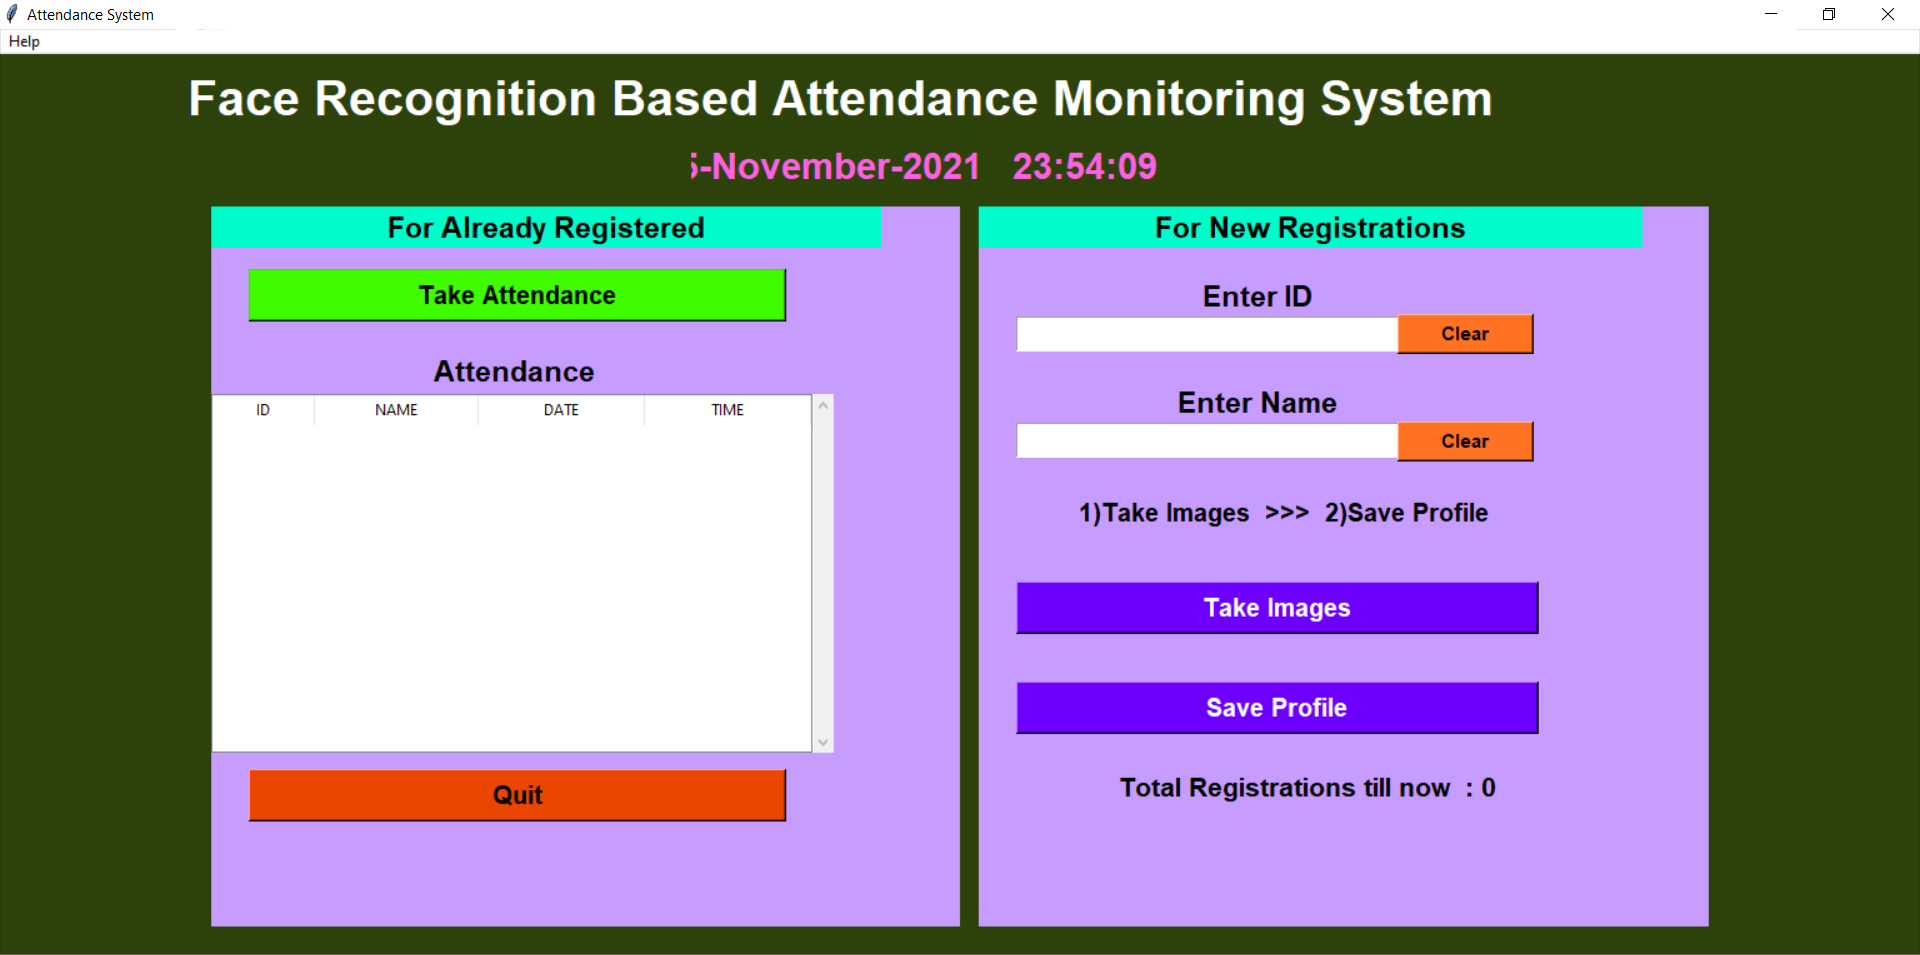 Attendance System
Help
Face Recognition Based Attendance Monitoring System
-November-2021 23:54:09
For Already Registered
Take Attendance
Attendance
ID NAME DATE TIME
Quit
For New Registrations
Enter ID
Clear
Enter Name
Clear
1)Take Images >>> 2)Save Profile
Take Images
Save Profile
Total Registrations till now : 0